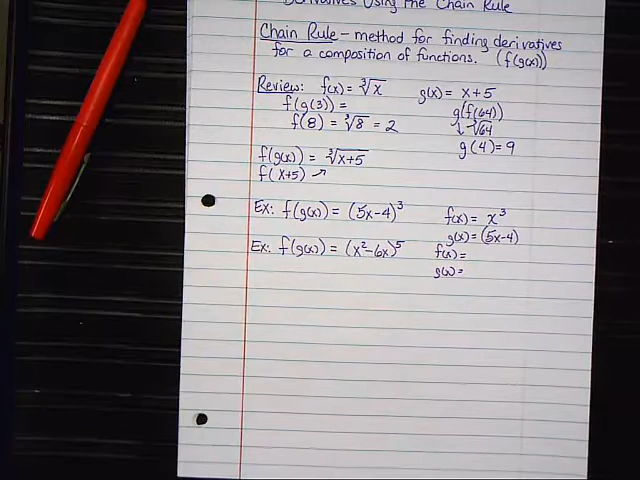 Derivatives Using the Chain Rule
Chain Rule - method for finding derivatives
for a composition of functions. (f(g(x))
Review: f(x) = ∛x g(x) = x+5
f(g(3)) = g(f(64))
f(8) = ∛8 = 2 ↓ ∛64
g(4) = 9
f(g(x)) = ∛x+5
f(x+5) ↗
Ex: f(g(x)) = (5x-4)³ f(x) = x³
g(x) = (5x-4)
Ex: f(g(x)) = (x²-6x)⁵ f(x) =
g(x) =